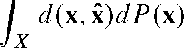 ∫_X d(𝐱, 𝐱̂) dP(𝐱)